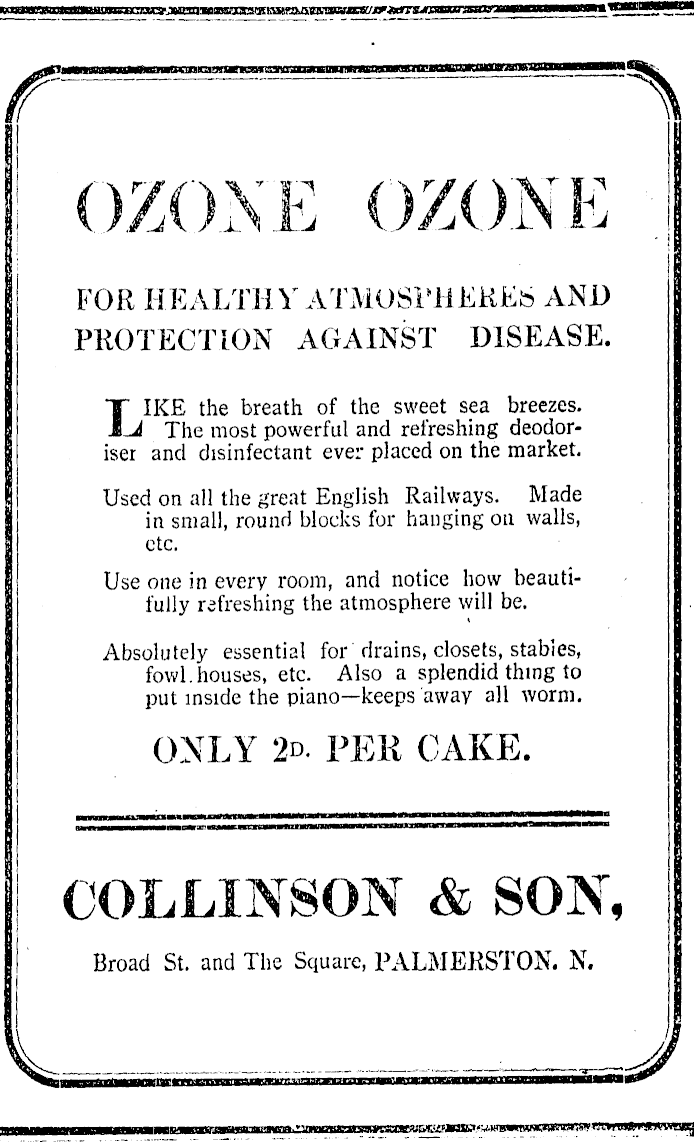 OZONE OZONE
FOR HEALTHY ATMOSPHERES AND
PROTECTION AGAINST DISEASE.
LIKE the breath of the sweet sea breezes.
The most powerful and refreshing deodor-
iser and disinfectant ever placed on the market.
Used on all the great English Railways. Made
in small, round blocks for hanging on walls,
etc.
Use one in every room, and notice how beauti-
fully refreshing the atmosphere will be.
Absolutely essential for drains, closets, stables,
fowl houses, etc. Also a splendid thing to
put inside the piano—keeps away all worm.
ONLY 2D. PER CAKE.
COLLINSON & SON,
Broad St. and The Square, PALMERSTON. N.